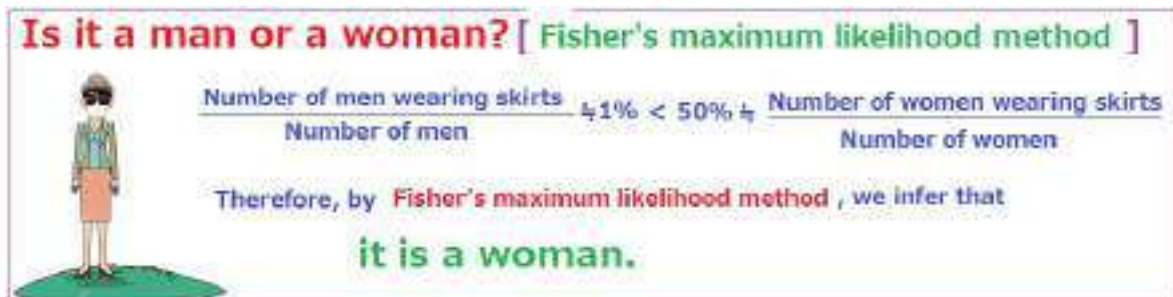 Is it a man or a woman? [ Fisher's maximum likelihood method ]
Number of men wearing skirts
Number of men
≒1% < 50%≒
Number of women wearing skirts
Number of women
Therefore, by Fisher's maximum likelihood method, we infer that
it is a woman.